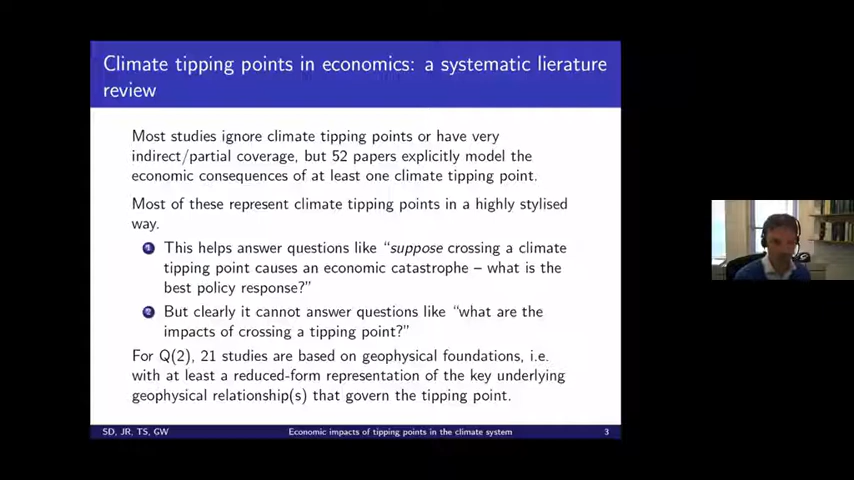 Climate tipping points in economics: a systematic lierature
review
Most studies ignore climate tipping points or have very
indirect/partial coverage, but 52 papers explicitly model the
economic consequences of at least one climate tipping point.
Most of these represent climate tipping points in a highly stylised
way.
1 This helps answer questions like “suppose crossing a climate
tipping point causes an economic catastrophe – what is the
best policy response?”
2 But clearly it cannot answer questions like “what are the
impacts of crossing a tipping point?”
For Q(2), 21 studies are based on geophysical foundations, i.e.
with at least a reduced-form representation of the key underlying
geophysical relationship(s) that govern the tipping point.
SD, JR, TS, GW Economic impacts of tipping points in the climate system 3